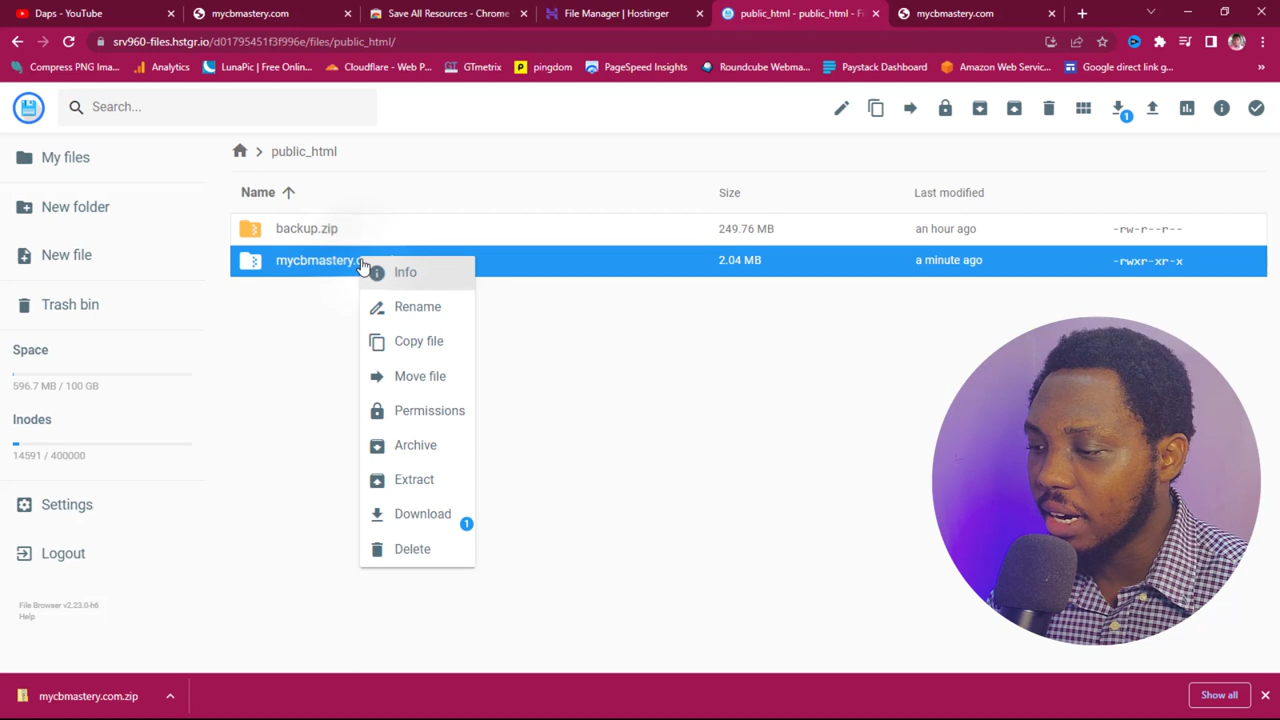 Daps - YouTube
mycbmastery.com
Save All Resources - Chrome
File Manager | Hostinger
public_html - public_html - F
mycbmastery.com
srv960-files.hstgr.io/d01795451f3f996e/files/public_html/
Compress PNG Ima...
Analytics
LunaPic | Free Onlin...
Cloudflare - Web P...
GTmetrix
pingdom
PageSpeed Insights
Roundcube Webma...
Paystack Dashboard
Amazon Web Servic...
Google direct link g...
Search...
1
My files
New folder
New file
Trash bin
Space
596.7 MB / 100 GB
Inodes
14591 / 400000
Settings
Logout
File Browser v2.23.0-h6
Help
public_html
Name
Size
Last modified
backup.zip
249.76 MB
an hour ago
-rw-r--r--
mycbmastery.c
2.04 MB
a minute ago
-rwxr-xr-x
Info
Rename
Copy file
Move file
Permissions
Archive
Extract
Download
1
Delete
mycbmastery.com.zip
Show all